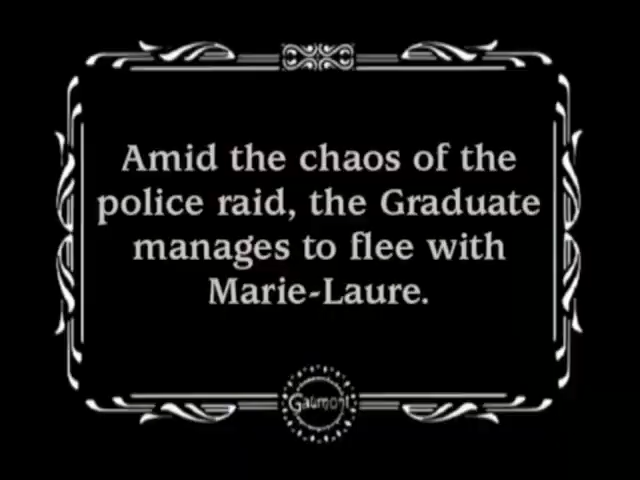 Amid the chaos of the
police raid, the Graduate
manages to flee with
Marie-Laure.
Gaumont